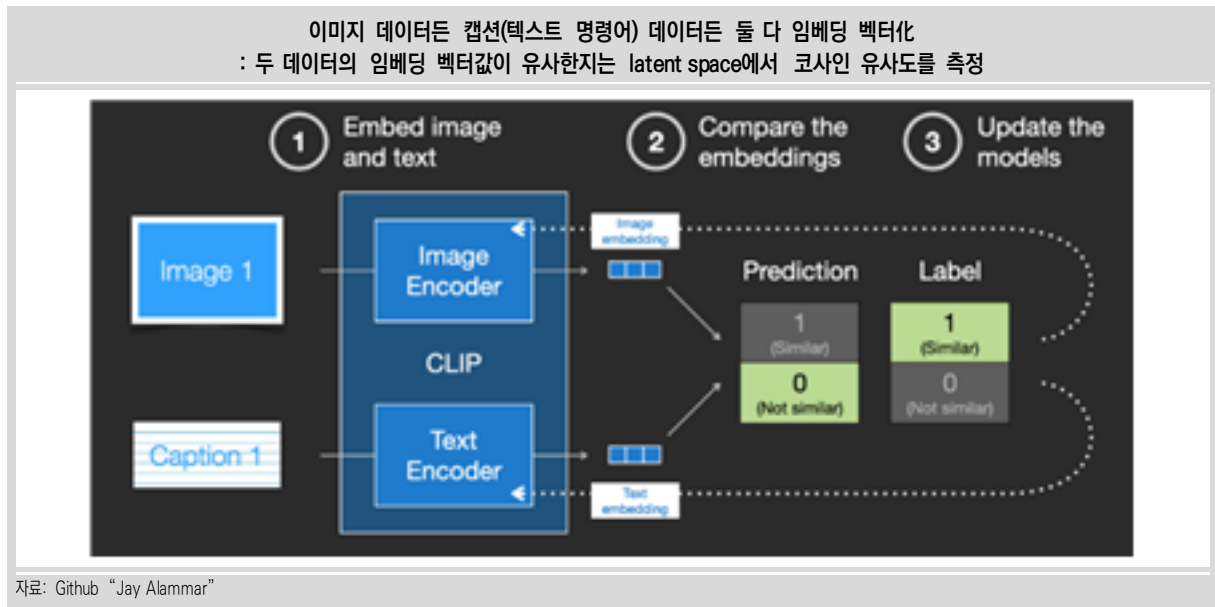 이미지 데이터든 캡션(텍스트 명령어) 데이터든 둘 다 임베딩 벡터化
: 두 데이터의 임베딩 벡터값이 유사한지는 latent space에서 코사인 유사도를 측정
1 Embed image and text
2 Compare the embeddings
3 Update the models
Image 1
Image Encoder
Image embedding
CLIP
Prediction
1
(Similar)
0
(Not similar)
Label
1
(Similar)
0
(Not similar)
Caption 1
Text Encoder
Text embedding
자료: Github “Jay Alammar”